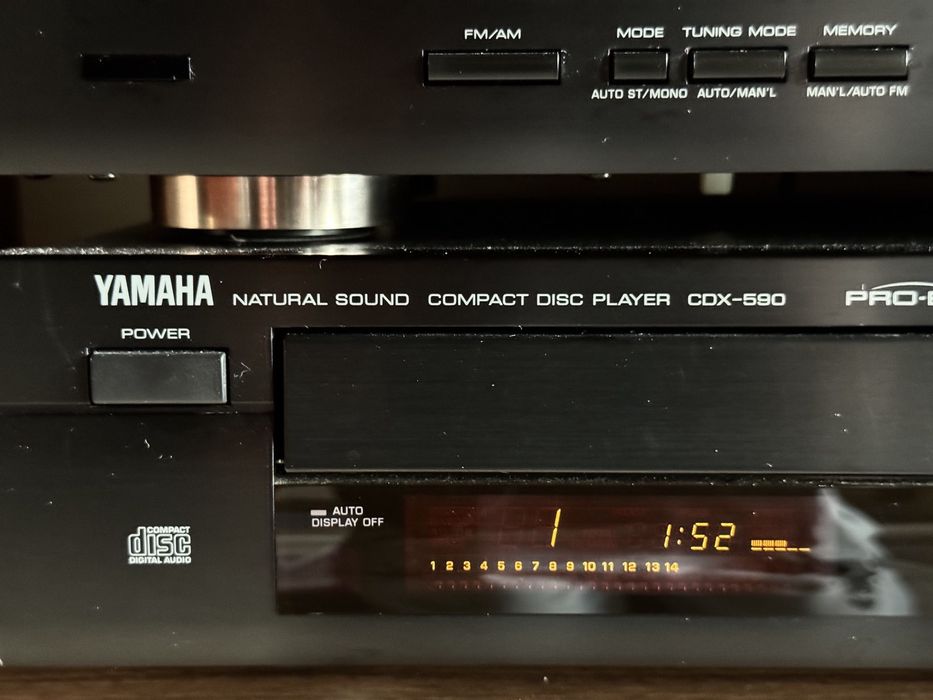 FM/AM MODE TUNING MODE MEMORY
AUTO ST/MONO AUTO/MAN'L MAN'L/AUTO FM
YAMAHA NATURAL SOUND COMPACT DISC PLAYER CDX-590 PRO-
POWER
AUTO
DISPLAY OFF
1 1:52
1 2 3 4 5 6 7 8 9 10 11 12 13 14
COMPACT
disc
DIGITAL AUDIO